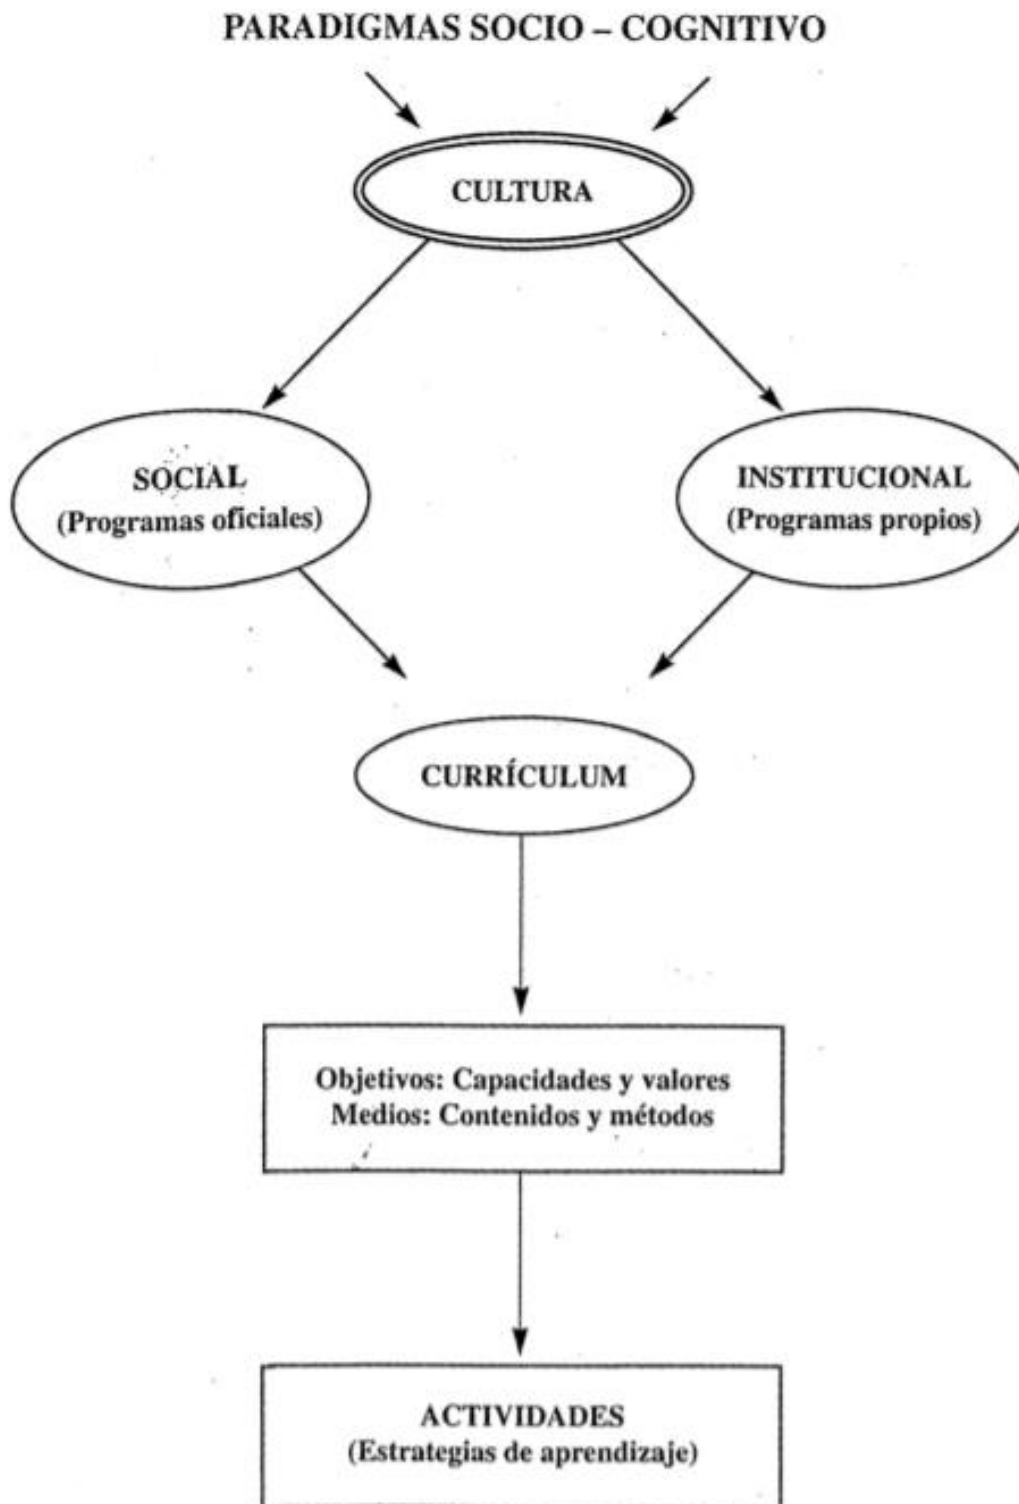 PARADIGMAS SOCIO – COGNITIVO
CULTURA
SOCIAL
(Programas oficiales)
INSTITUCIONAL
(Programas propios)
CURRÍCULUM
Objetivos: Capacidades y valores
Medios: Contenidos y métodos
ACTIVIDADES
(Estrategias de aprendizaje)